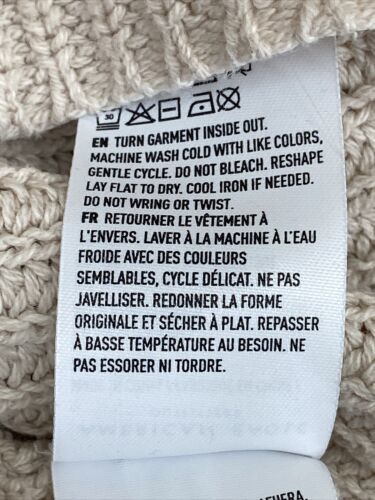 30
EN TURN GARMENT INSIDE OUT.
MACHINE WASH COLD WITH LIKE COLORS,
GENTLE CYCLE. DO NOT BLEACH. RESHAPE
LAY FLAT TO DRY. COOL IRON IF NEEDED.
DO NOT WRING OR TWIST.
FR RETOURNER LE VÊTEMENT À
L'ENVERS. LAVER À LA MACHINE À L'EAU
FROIDE AVEC DES COULEURS
SEMBLABLES, CYCLE DÉLICAT. NE PAS
JAVELLISER. REDONNER LA FORME
ORIGINALE ET SÉCHER À PLAT. REPASSER
À BASSE TEMPÉRATURE AU BESOIN. NE
PAS ESSORER NI TORDRE.
AMERICAN EAGLE